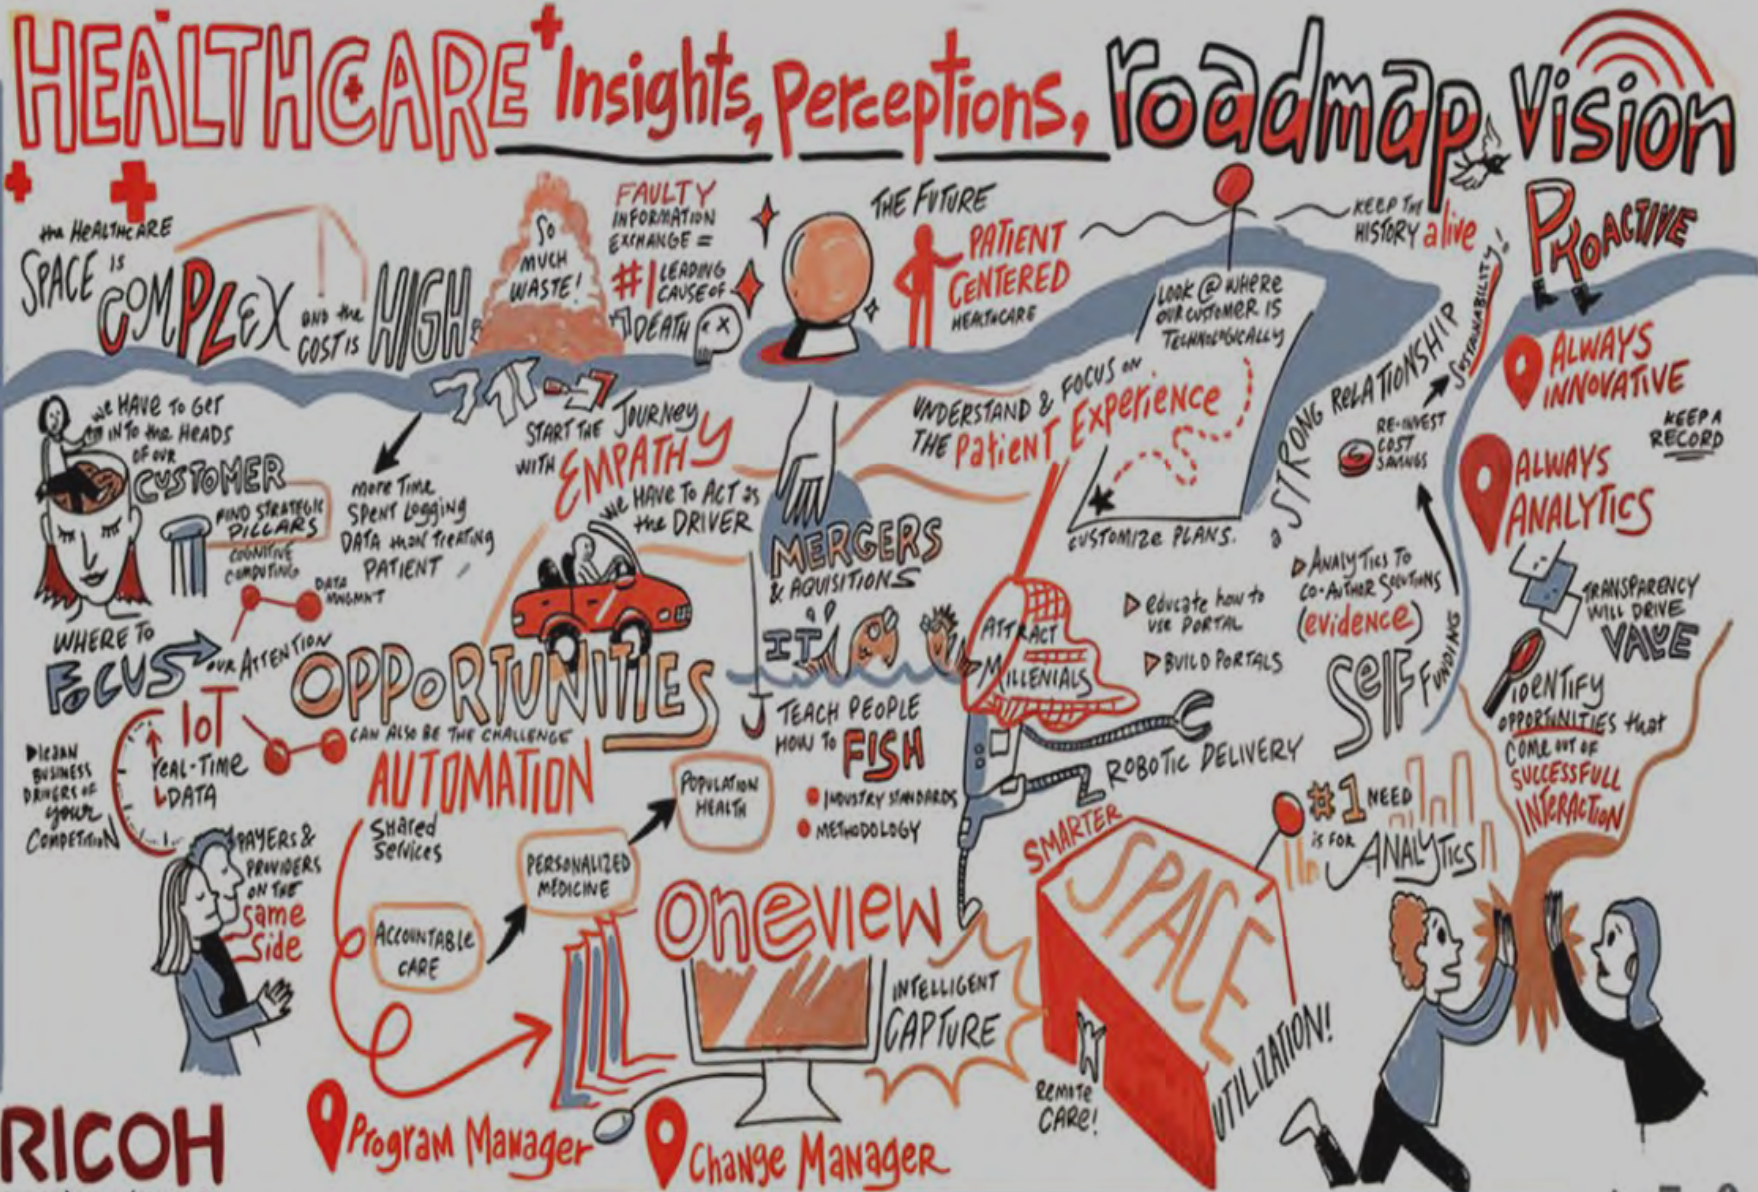 HEALTHCARE Insights, Perceptions, roadmap, Vision
the HEALTHCARE
SPACE IS
COMPLEX
AND the
COST IS
HIGH
SO
MUCH
WASTE!
FAULTY
INFORMATION
EXCHANGE =
#1 LEADING
CAUSE OF
DEATH
THE FUTURE
PATIENT
CENTERED
HEALTHCARE
LOOK @ WHERE
OUR CUSTOMER IS
TECHNOLOGICALLY
KEEP THE
HISTORY alive
SUSTAINABILITY!
PROACTIVE
ALWAYS
INNOVATIVE
KEEP A
RECORD
ALWAYS
ANALYTICS
WE HAVE TO GET
INTO the HEADS
OF OUR
CUSTOMER
FIND STRATEGIC
PILLARS
COGNITIVE
COMPUTING
DATA
MNGMNT
WHERE TO
FOCUS
OUR ATTENTION
more Time
SPENT Logging
DATA than Treating
PATIENT
START THE JOURNEY
WITH EMPATHY
WE HAVE TO ACT as
the DRIVER
MERGERS
& AQUISITIONS
UNDERSTAND & FOCUS ON
THE Patient Experience
CUSTOMIZE PLANS.
a STRONG RELATIONSHIP
RE-INVEST
COST
SAVINGS
ANALYTICS TO
CO-AUTHOR SOLUTIONS
(evidence)
educate how to
USE PORTAL
BUILD PORTALS
SELF FUNDING
TRANSPARENCY
WILL DRIVE
VALUE
IDENTIFY
OPPORTUNITIES that
COME OUT OF
SUCCESSFULL
INTERACTION
OPPORTUNITIES
CAN ALSO BE THE CHALLENGE
IoT
real-TIME
DATA
learn
BUSINESS
DRIVERS OF
your
COMPETITION
PAYERS &
PROVIDERS
ON THE
Same
Side
AUTOMATION
Shared
Services
ACCOUNTABLE
CARE
PERSONALIZED
MEDICINE
POPULATION
HEALTH
IT
TEACH PEOPLE
HOW TO FISH
INDUSTRY STANDARDS
METHODOLOGY
ATTRACT
MILLENIALS
ROBOTIC DELIVERY
#1 NEED
IS FOR ANALYTICS
SMARTER
SPACE
UTILIZATION!
REMOTE
CARE!
oneview
INTELLIGENT
CAPTURE
Program Manager
Change Manager
RICOH